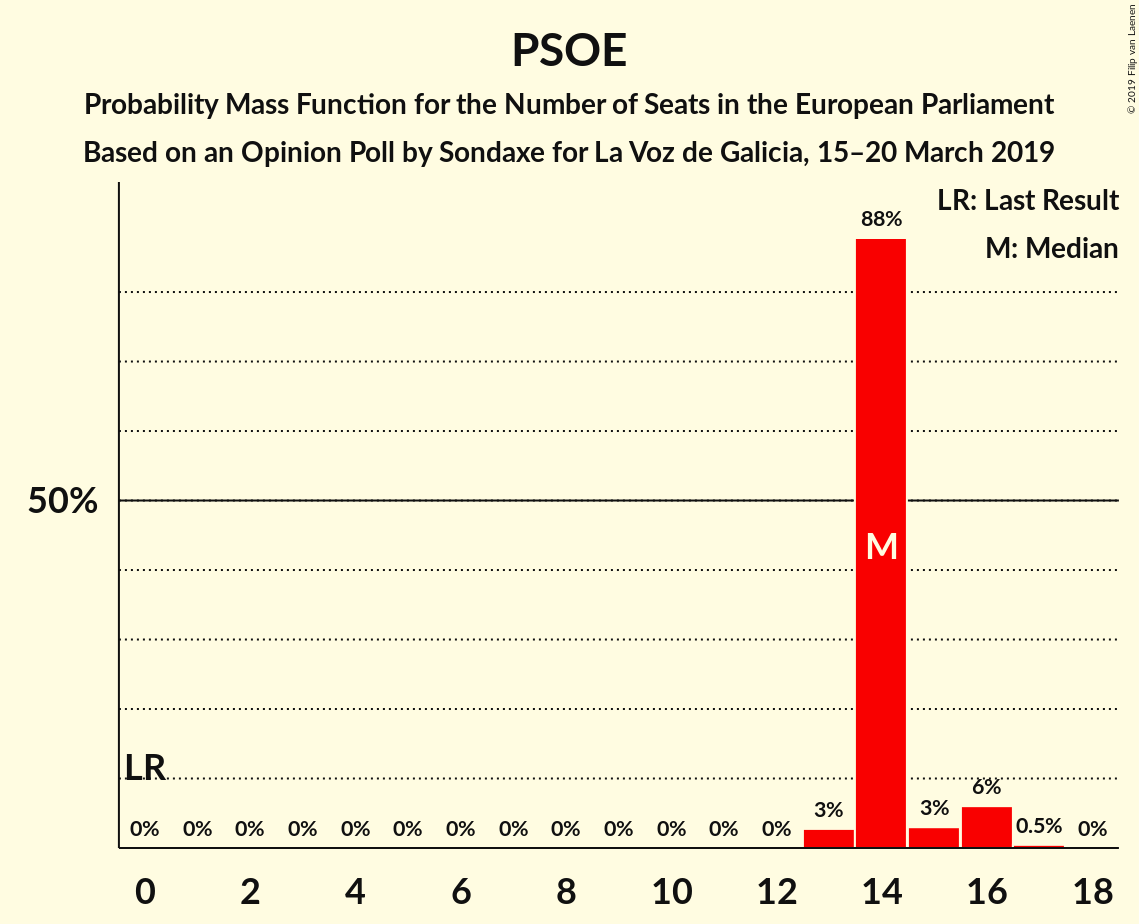 PSOE
Probability Mass Function for the Number of Seats in the European Parliament
Based on an Opinion Poll by Sondaxe for La Voz de Galicia, 15–20 March 2019
© 2019 Filip van Laenen
LR: Last Result
M: Median
88%
50%
M
LR
0% 0% 0% 0% 0% 0% 0% 0% 0% 0% 0% 0% 0% 3% 3% 6% 0.5% 0%
0 2 4 6 8 10 12 14 16 18